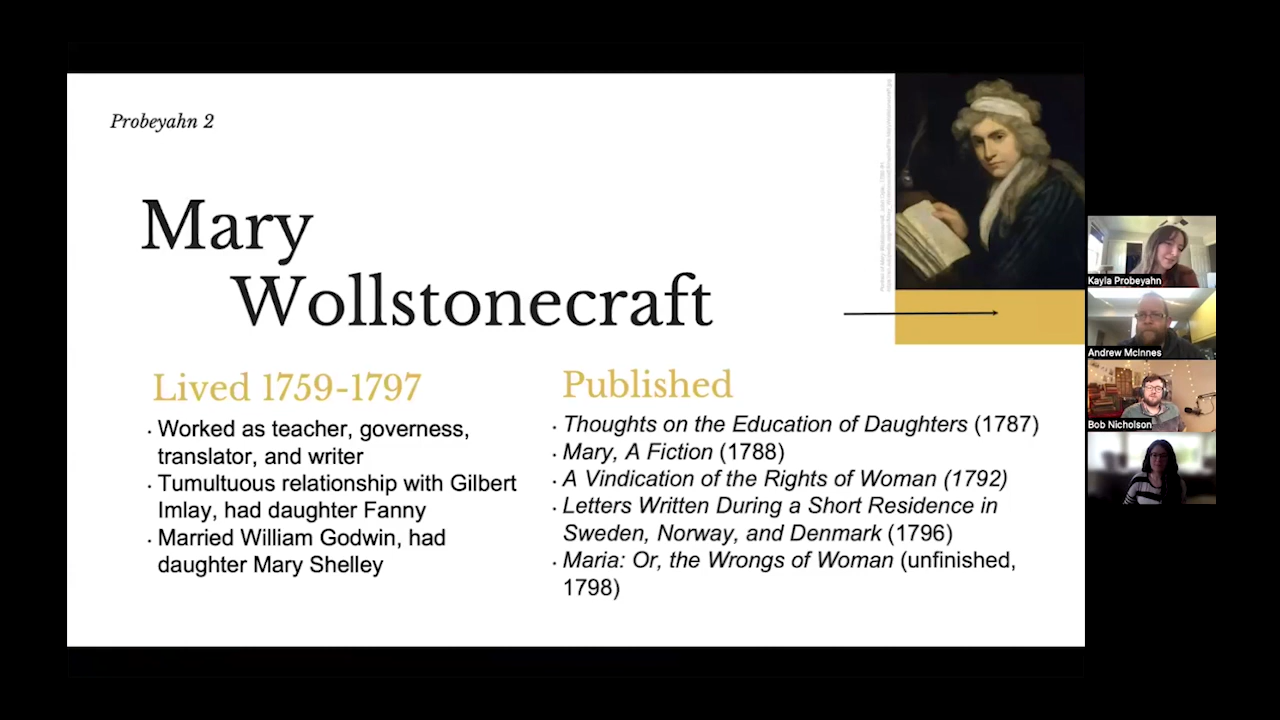 Probeyahn 2
Mary
Wollstonecraft
Lived 1759-1797
· Worked as teacher, governess,
translator, and writer
· Tumultuous relationship with Gilbert
Imlay, had daughter Fanny
· Married William Godwin, had
daughter Mary Shelley
Published
· Thoughts on the Education of Daughters (1787)
· Mary, A Fiction (1788)
· A Vindication of the Rights of Woman (1792)
· Letters Written During a Short Residence in
Sweden, Norway, and Denmark (1796)
· Maria: Or, the Wrongs of Woman (unfinished,
1798)
Kayla Probeyahn
Andrew McInnes
Bob Nicholson